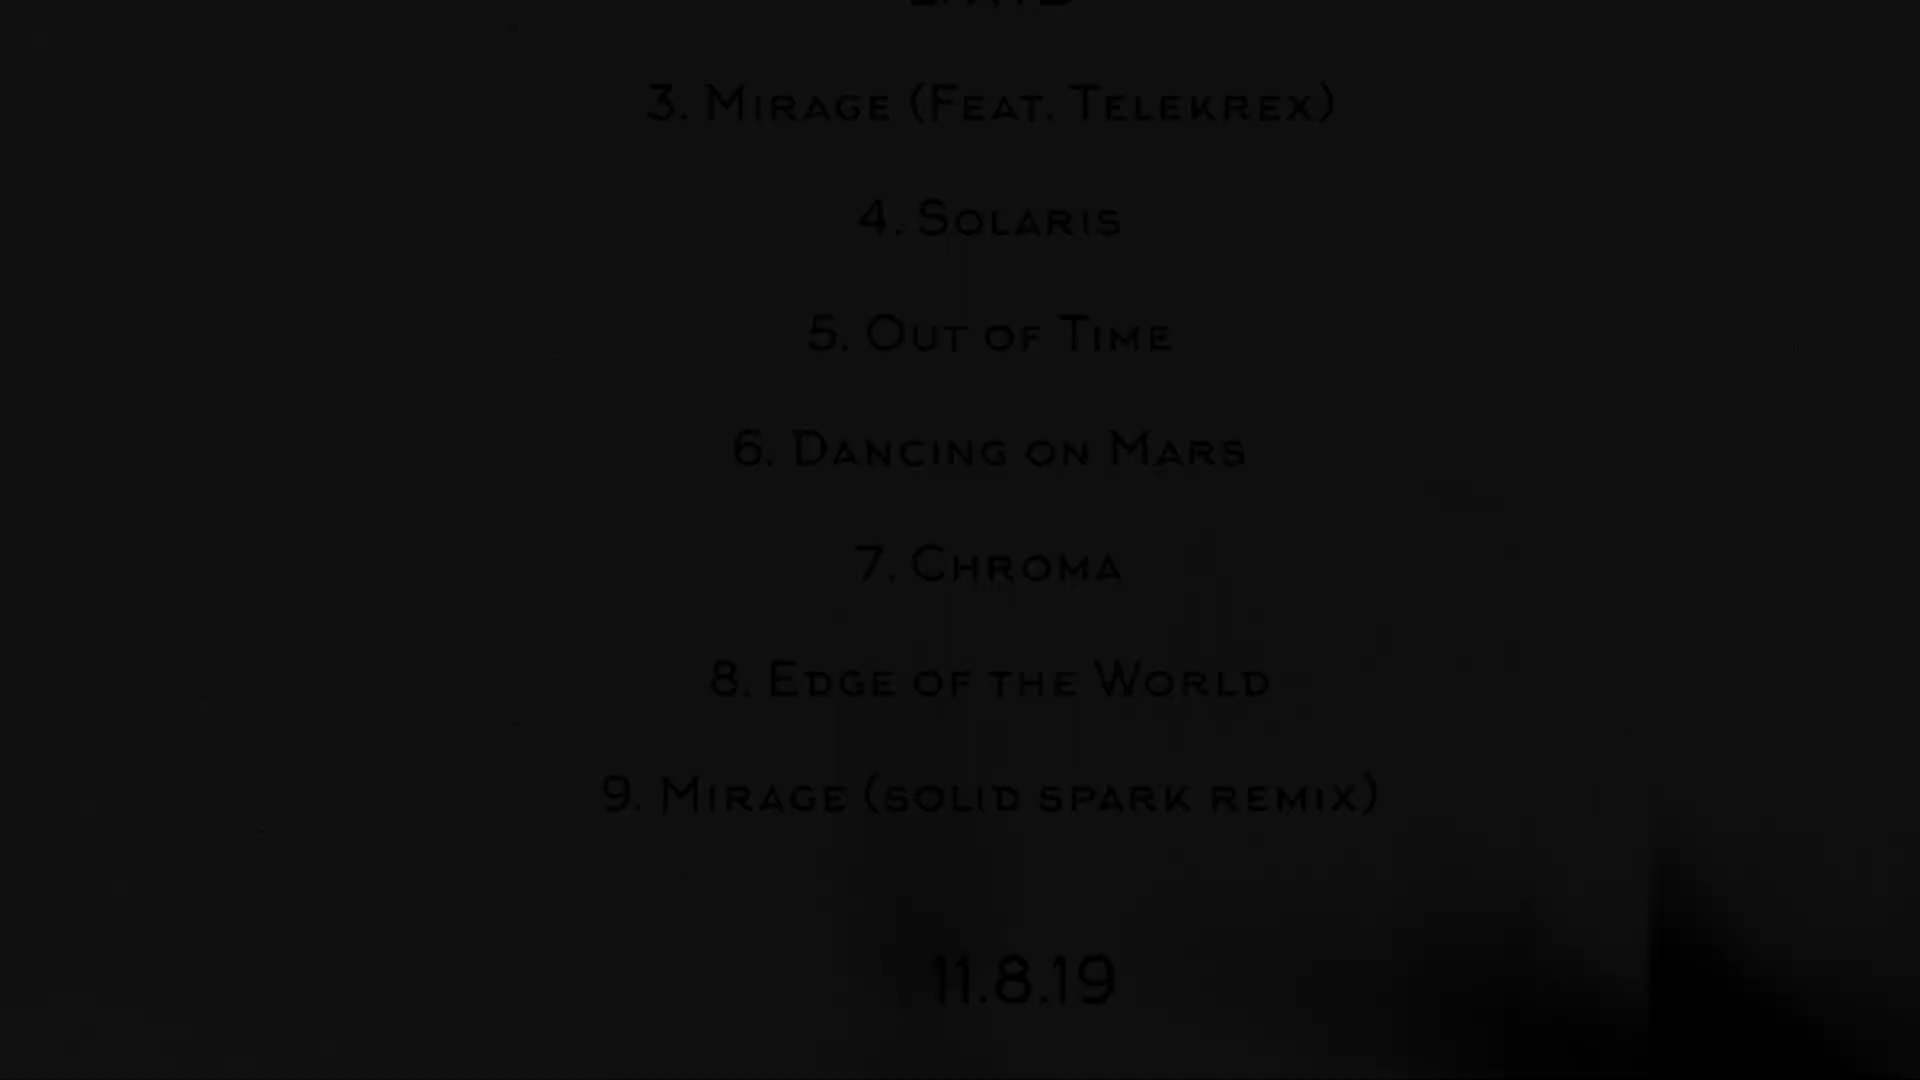 3. Mirage (Feat. Telekrex)
4. Solaris
5. Out of Time
6. Dancing on Mars
7. Chroma
8. Edge of the World
9. Mirage (solid spark remix)
11.8.19